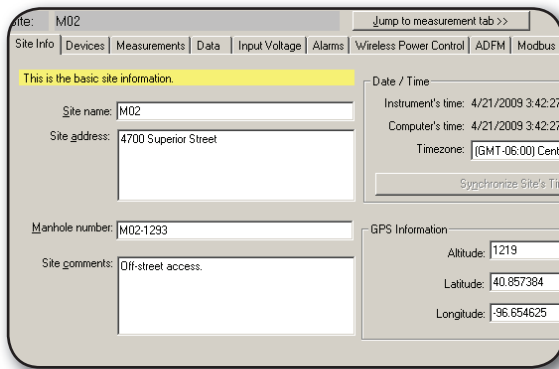 Site: M02
Jump to measurement tab >>
Site Info Devices Measurements Data Input Voltage Alarms Wireless Power Control ADFM Modbus
This is the basic site information.
Site name: M02
Site address: 4700 Superior Street
Manhole number: M02-1293
Site comments: Off-street access.
Date / Time
Instrument's time: 4/21/2009 3:42:27
Computer's time: 4/21/2009 3:42:27
Timezone: (GMT-06:00) Cent
Synchronize Site's Ti
GPS Information
Altitude: 1219
Latitude: 40.857384
Longitude: -96.654625